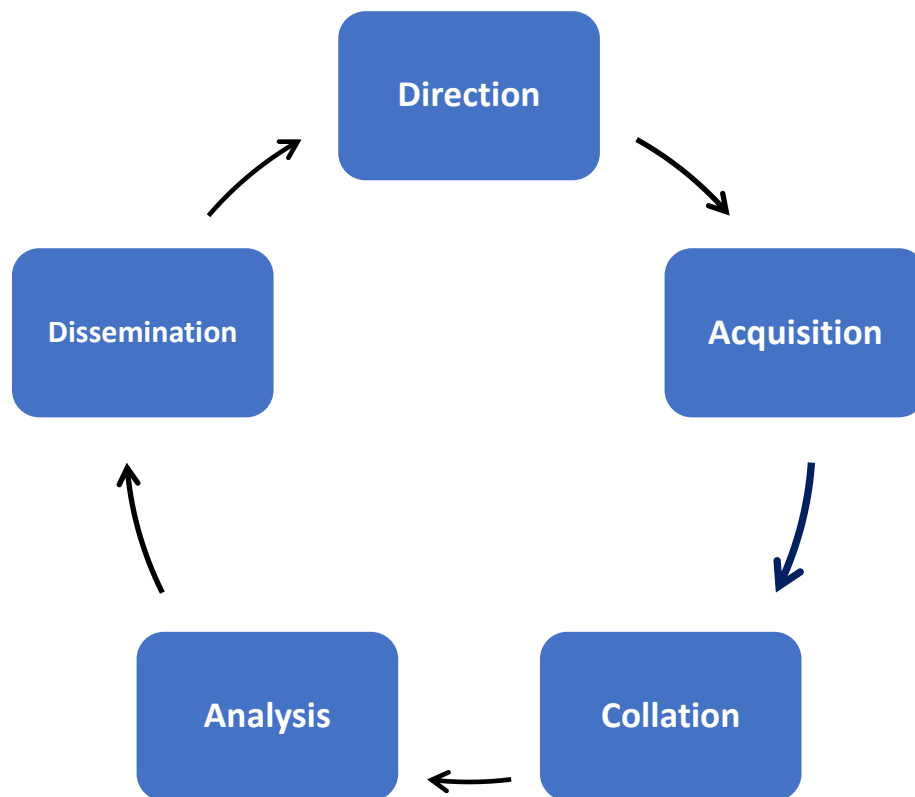 Direction
Acquisition
Collation
Analysis
Dissemination